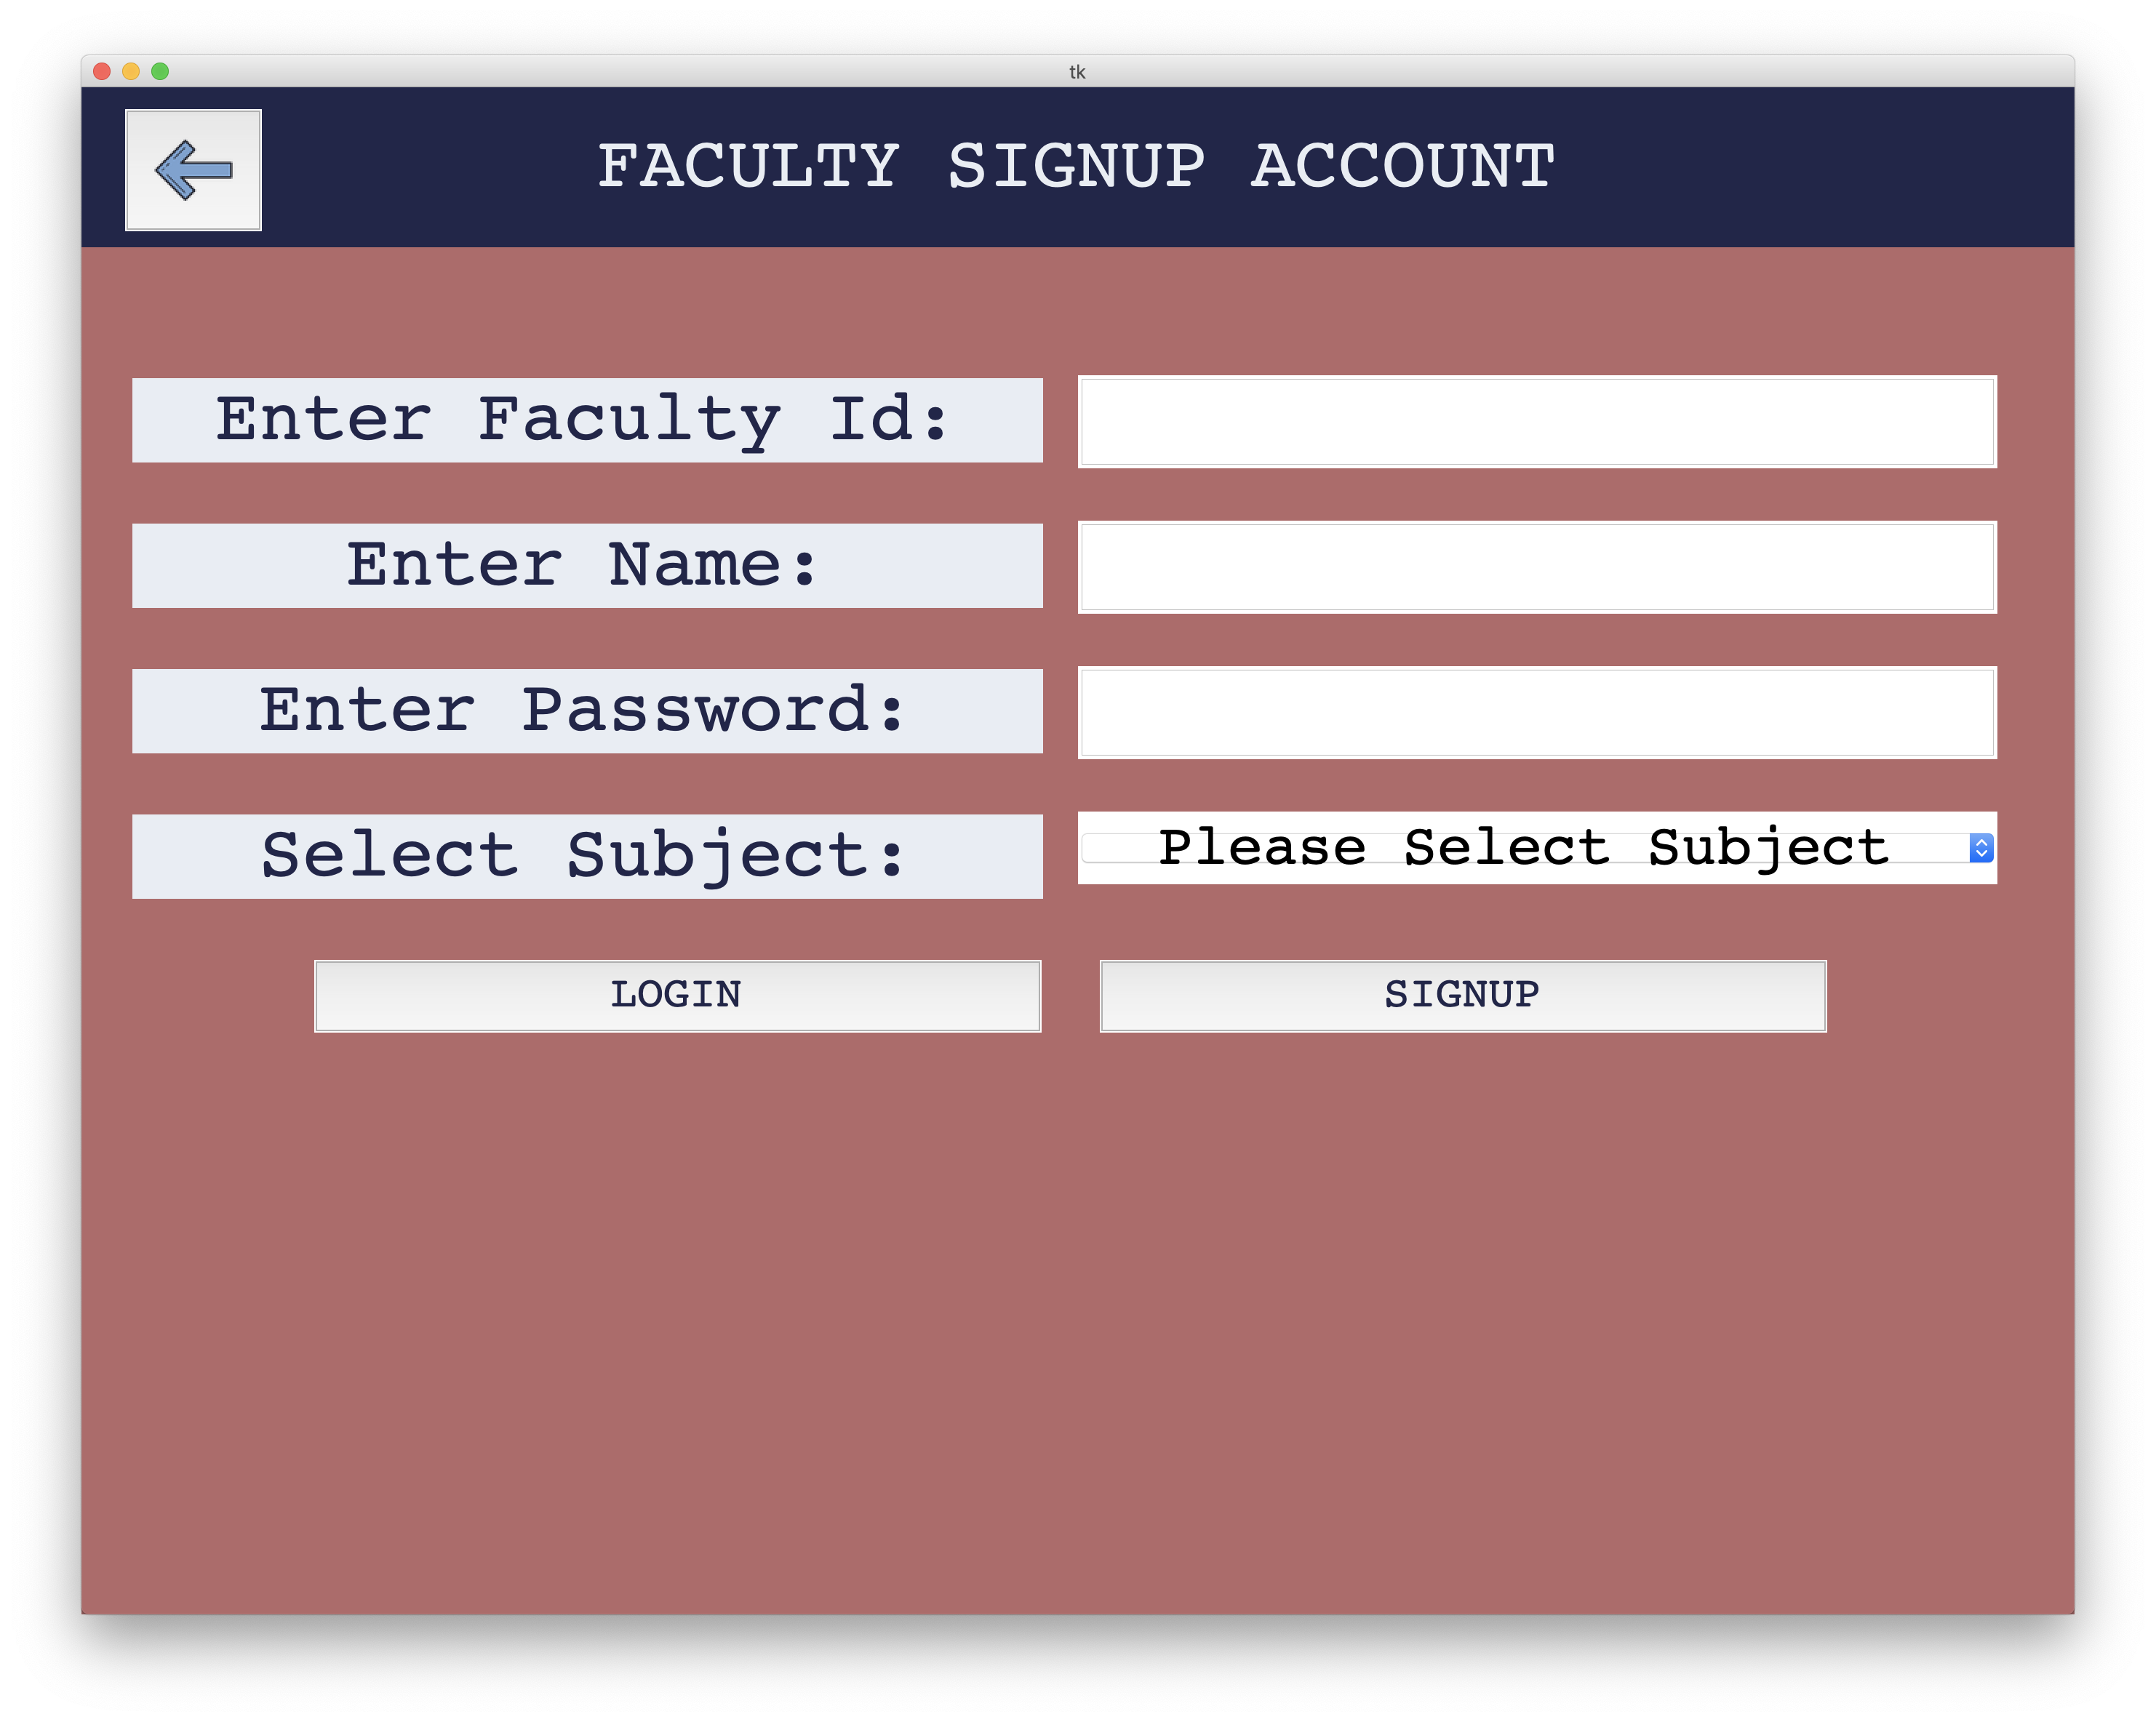 tk
FACULTY SIGNUP ACCOUNT
Enter Faculty Id:
Enter Name:
Enter Password:
Select Subject: Please Select Subject
LOGIN SIGNUP